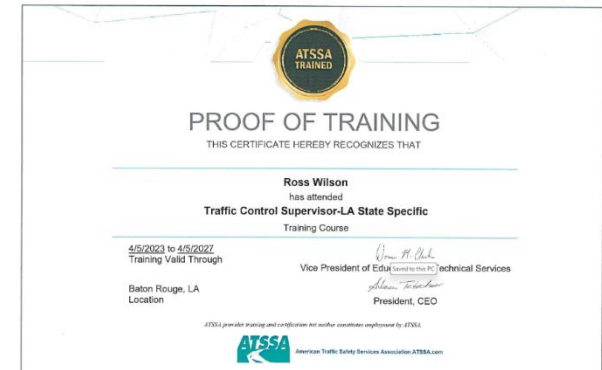 ATSSA
TRAINED
PROOF OF TRAINING
THIS CERTIFICATE HEREBY RECOGNIZES THAT
Ross Wilson
has attended
Traffic Control Supervisor-LA State Specific
Training Course
4/5/2023 to 4/5/2027
Training Valid Through
Vice President of Edu Saved to this PC echnical Services
Baton Rouge, LA
Location
President, CEO
ATSSA provides training and certification but neither constitutes employment by ATSSA.
ATSSA American Traffic Safety Services Association ATSSA.com